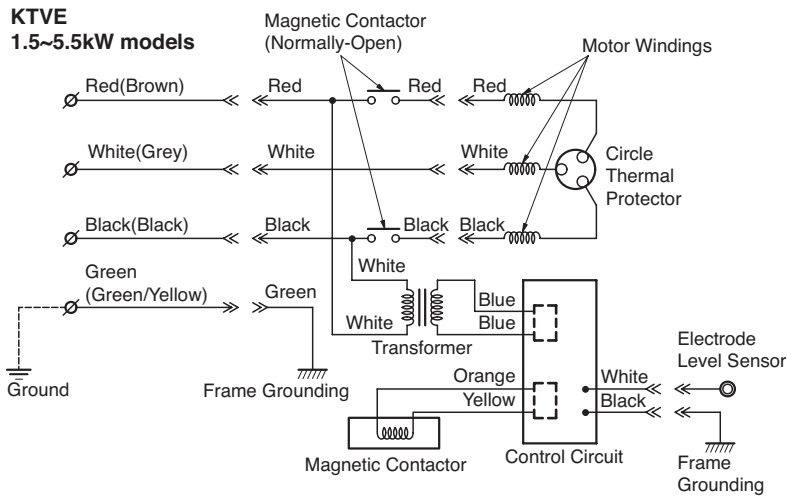 KTVE
1.5~5.5kW models
Magnetic Contactor
(Normally-Open)
Motor Windings
Red(Brown)
Red
Red
Red
White(Grey)
White
White
Circle
Thermal
Protector
Black(Black)
Black
Black
Black
White
Green
(Green/Yellow)
Green
White
Blue
Blue
Transformer
Ground
Frame Grounding
Electrode
Level Sensor
Orange
White
Yellow
Black
Magnetic Contactor
Control Circuit
Frame
Grounding